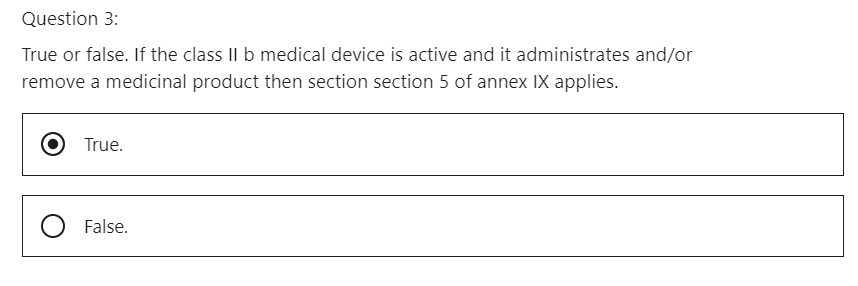 Question 3:
True or false. If the class II b medical device is active and it administrates and/or
remove a medicinal product then section section 5 of annex IX applies.
True.
False.